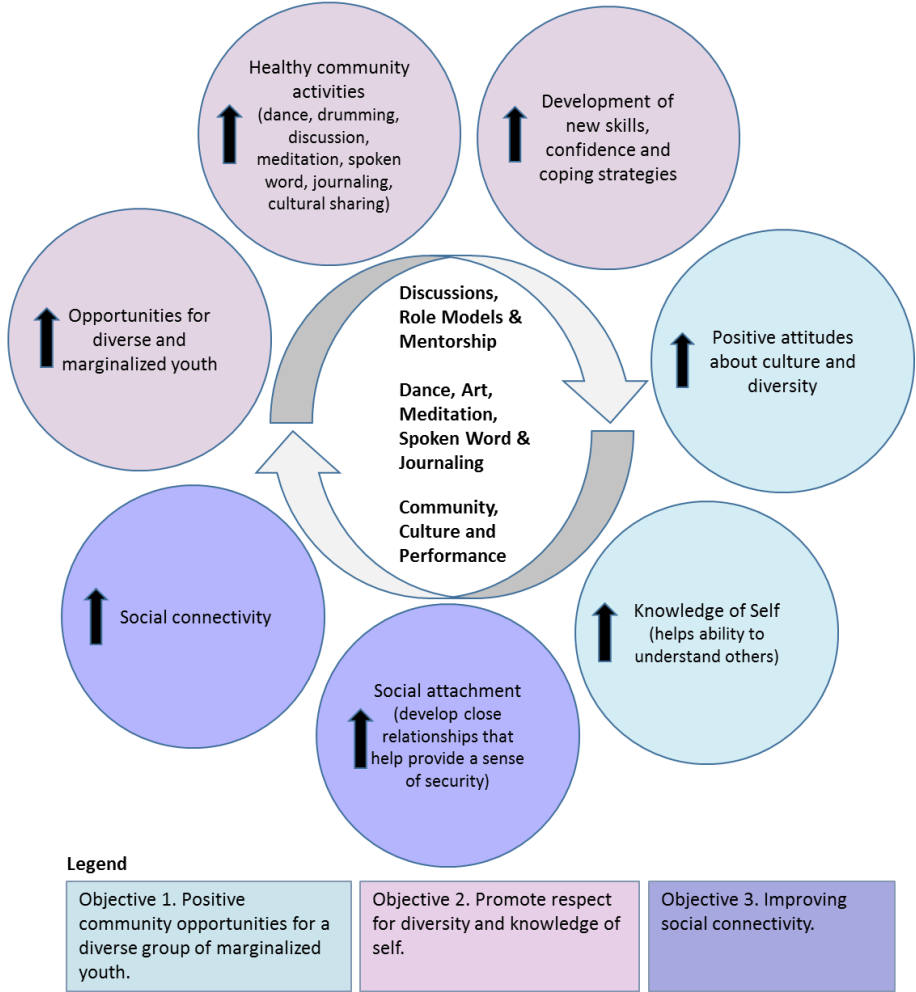 Healthy community
activities
(dance, drumming,
discussion,
meditation, spoken
word, journaling,
cultural sharing)
Development of
new skills,
confidence and
coping strategies
Opportunities for
diverse and
marginalized youth
Positive attitudes
about culture and
diversity
Discussions,
Role Models &
Mentorship
Dance, Art,
Meditation,
Spoken Word &
Journaling
Community,
Culture and
Performance
Social connectivity
Knowledge of Self
(helps ability to
understand others)
Social attachment
(develop close
relationships that
help provide a sense
of security)
Legend
Objective 1. Positive
community opportunities for a
diverse group of marginalized
youth.
Objective 2. Promote respect
for diversity and knowledge of
self.
Objective 3. Improving
social connectivity.